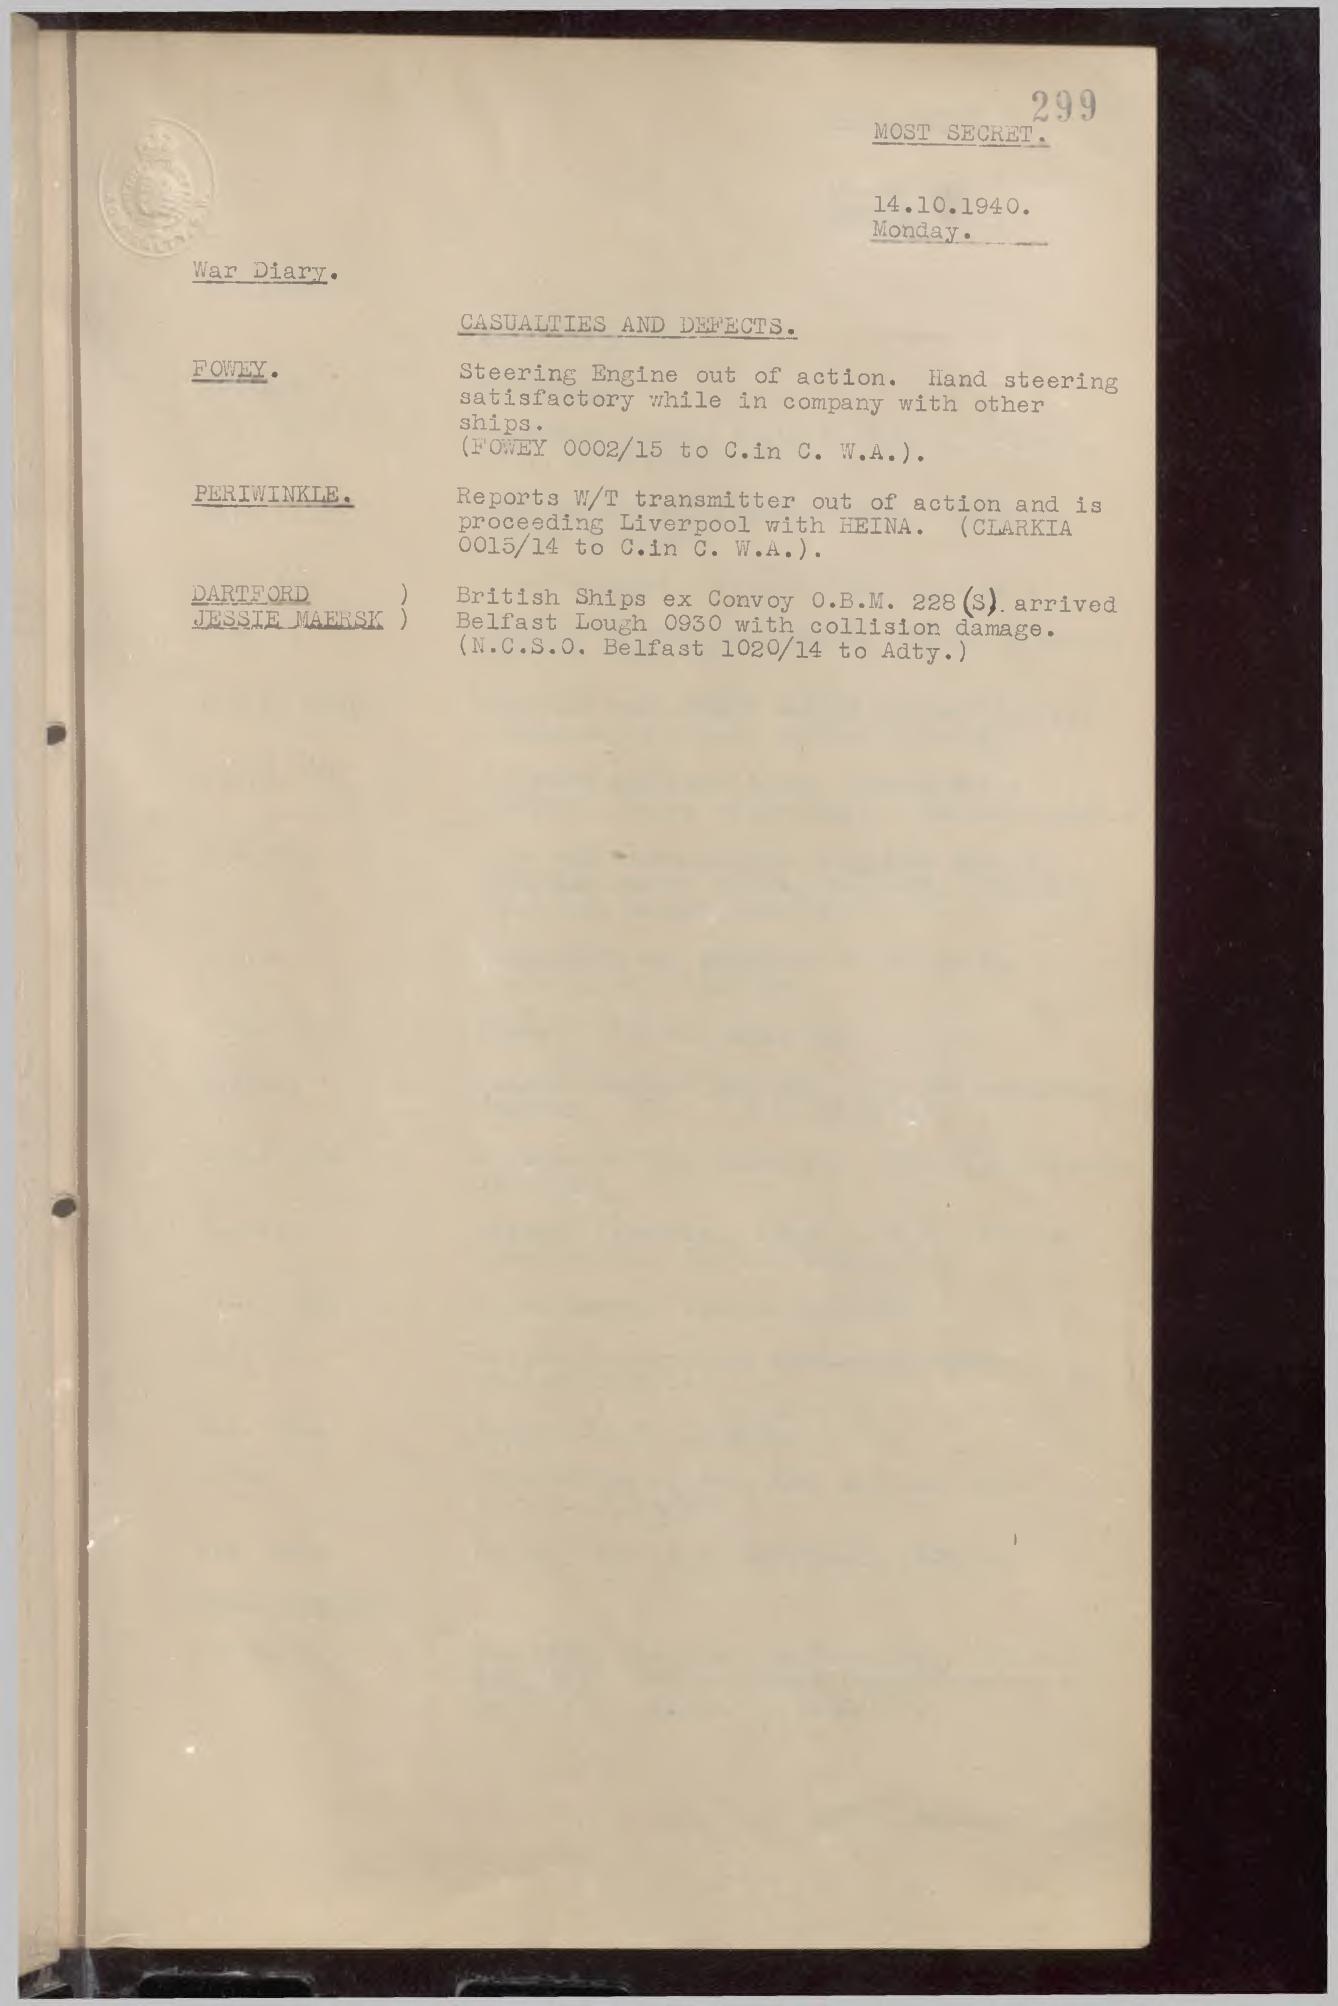 299
MOST SECRET.
14.10.1940.
Monday.
War Diary.
CASUALTIES AND DEFECTS.
FOWEY. Steering Engine out of action. Hand steering
satisfactory while in company with other
ships.
(FOWEY 0002/15 to C.in C. W.A.).
PERIWINKLE. Reports W/T transmitter out of action and is
proceeding Liverpool with HEINA. (CLARKIA
0015/14 to C.in C. W.A.).
DARTFORD ) British Ships ex Convoy O.B.M. 228(S). arrived
JESSIE MAERSK ) Belfast Lough 0930 with collision damage.
(N.C.S.O. Belfast 1020/14 to Adty.)